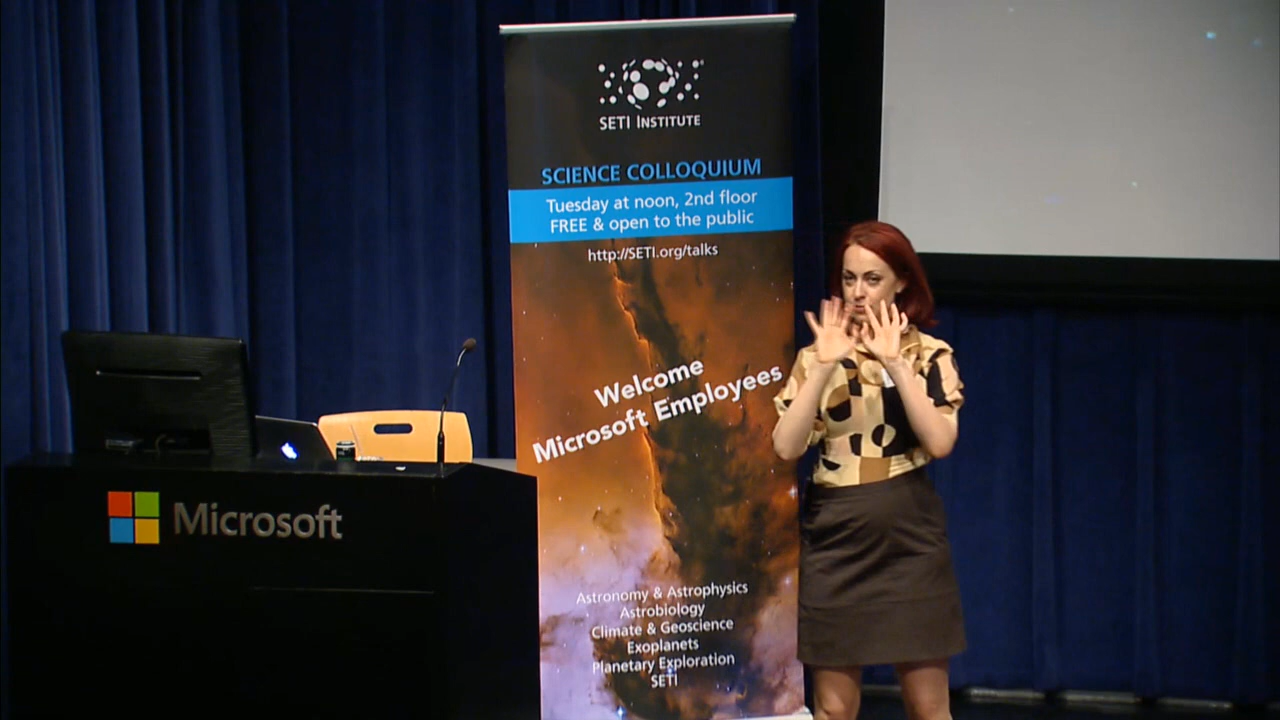 SETI INSTITUTE
SCIENCE COLLOQUIUM
Tuesday at noon, 2nd floor
FREE & open to the public
http://SETI.org/talks
Welcome
Microsoft Employees
Astronomy & Astrophysics
Astrobiology
Climate & Geoscience
Exoplanets
Planetary Exploration
SETI
Microsoft